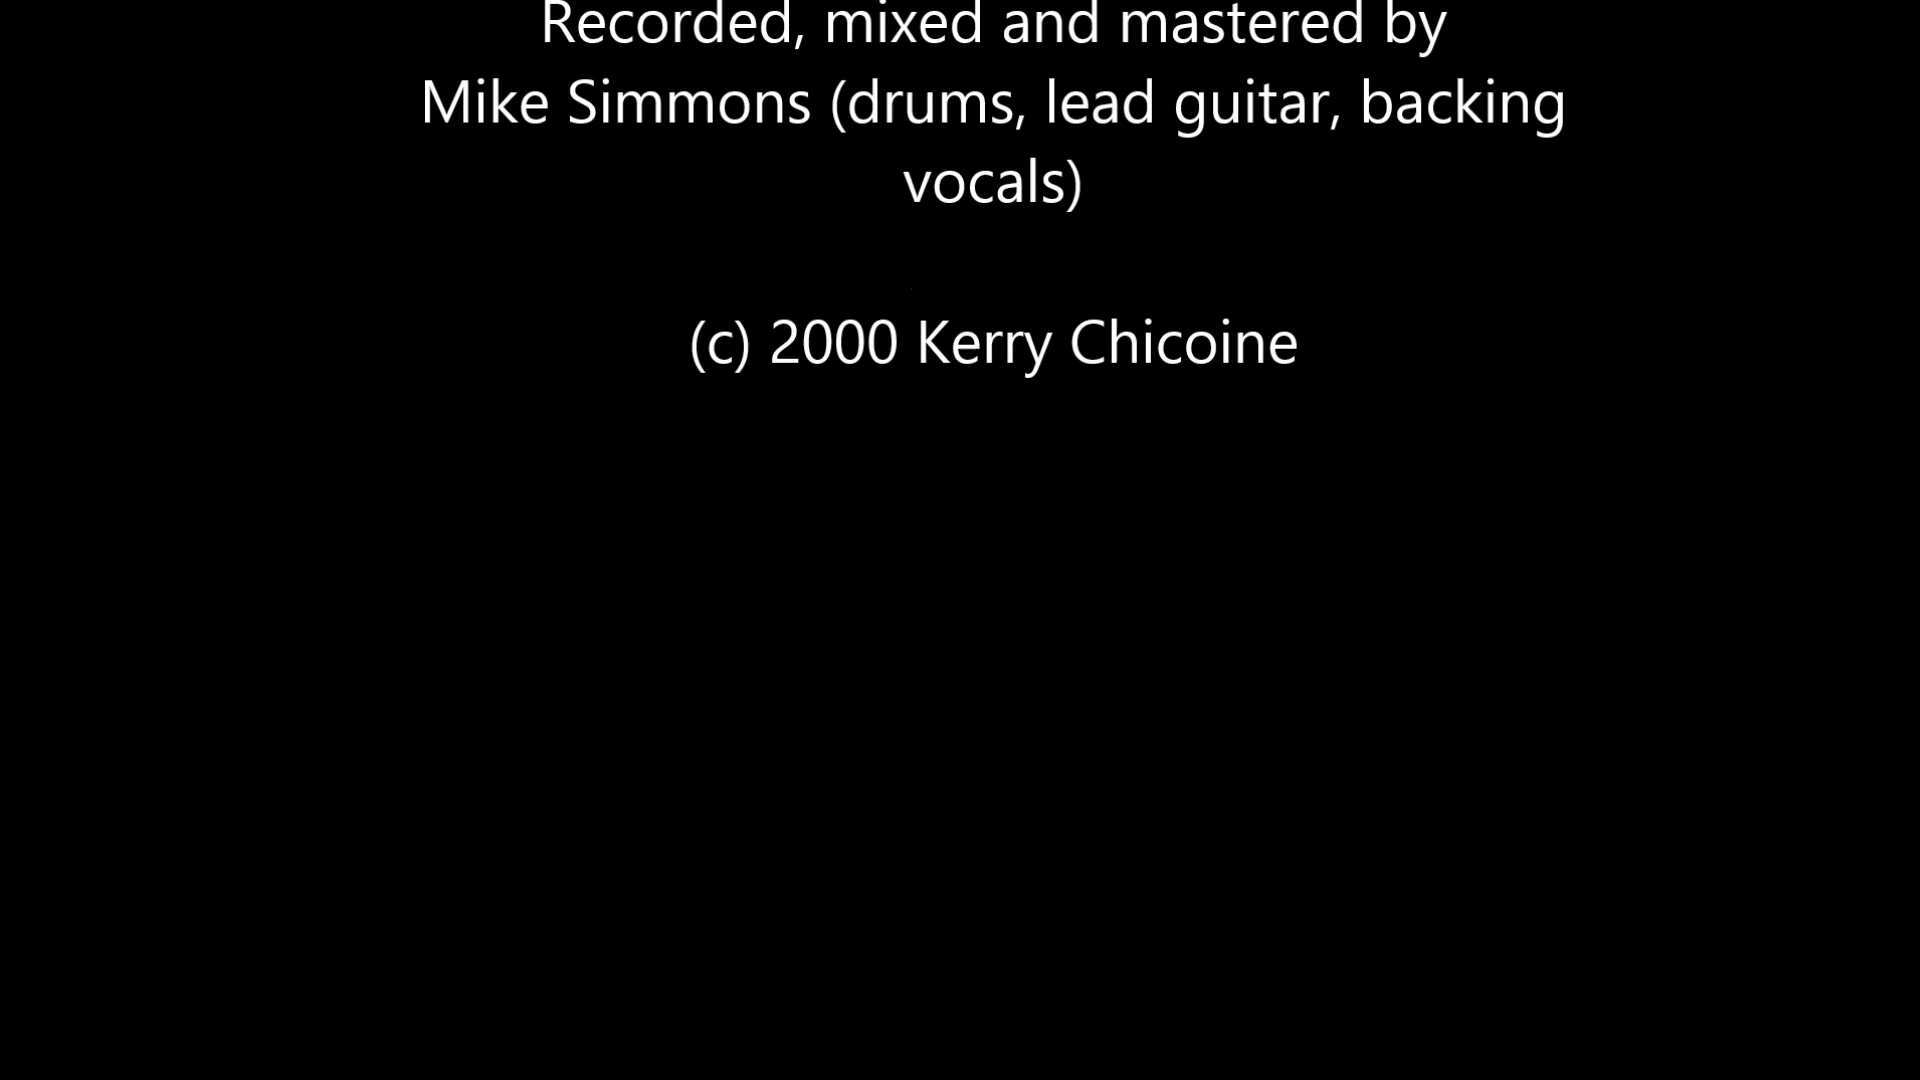 Recorded, mixed and mastered by
Mike Simmons (drums, lead guitar, backing
vocals)
(c) 2000 Kerry Chicoine